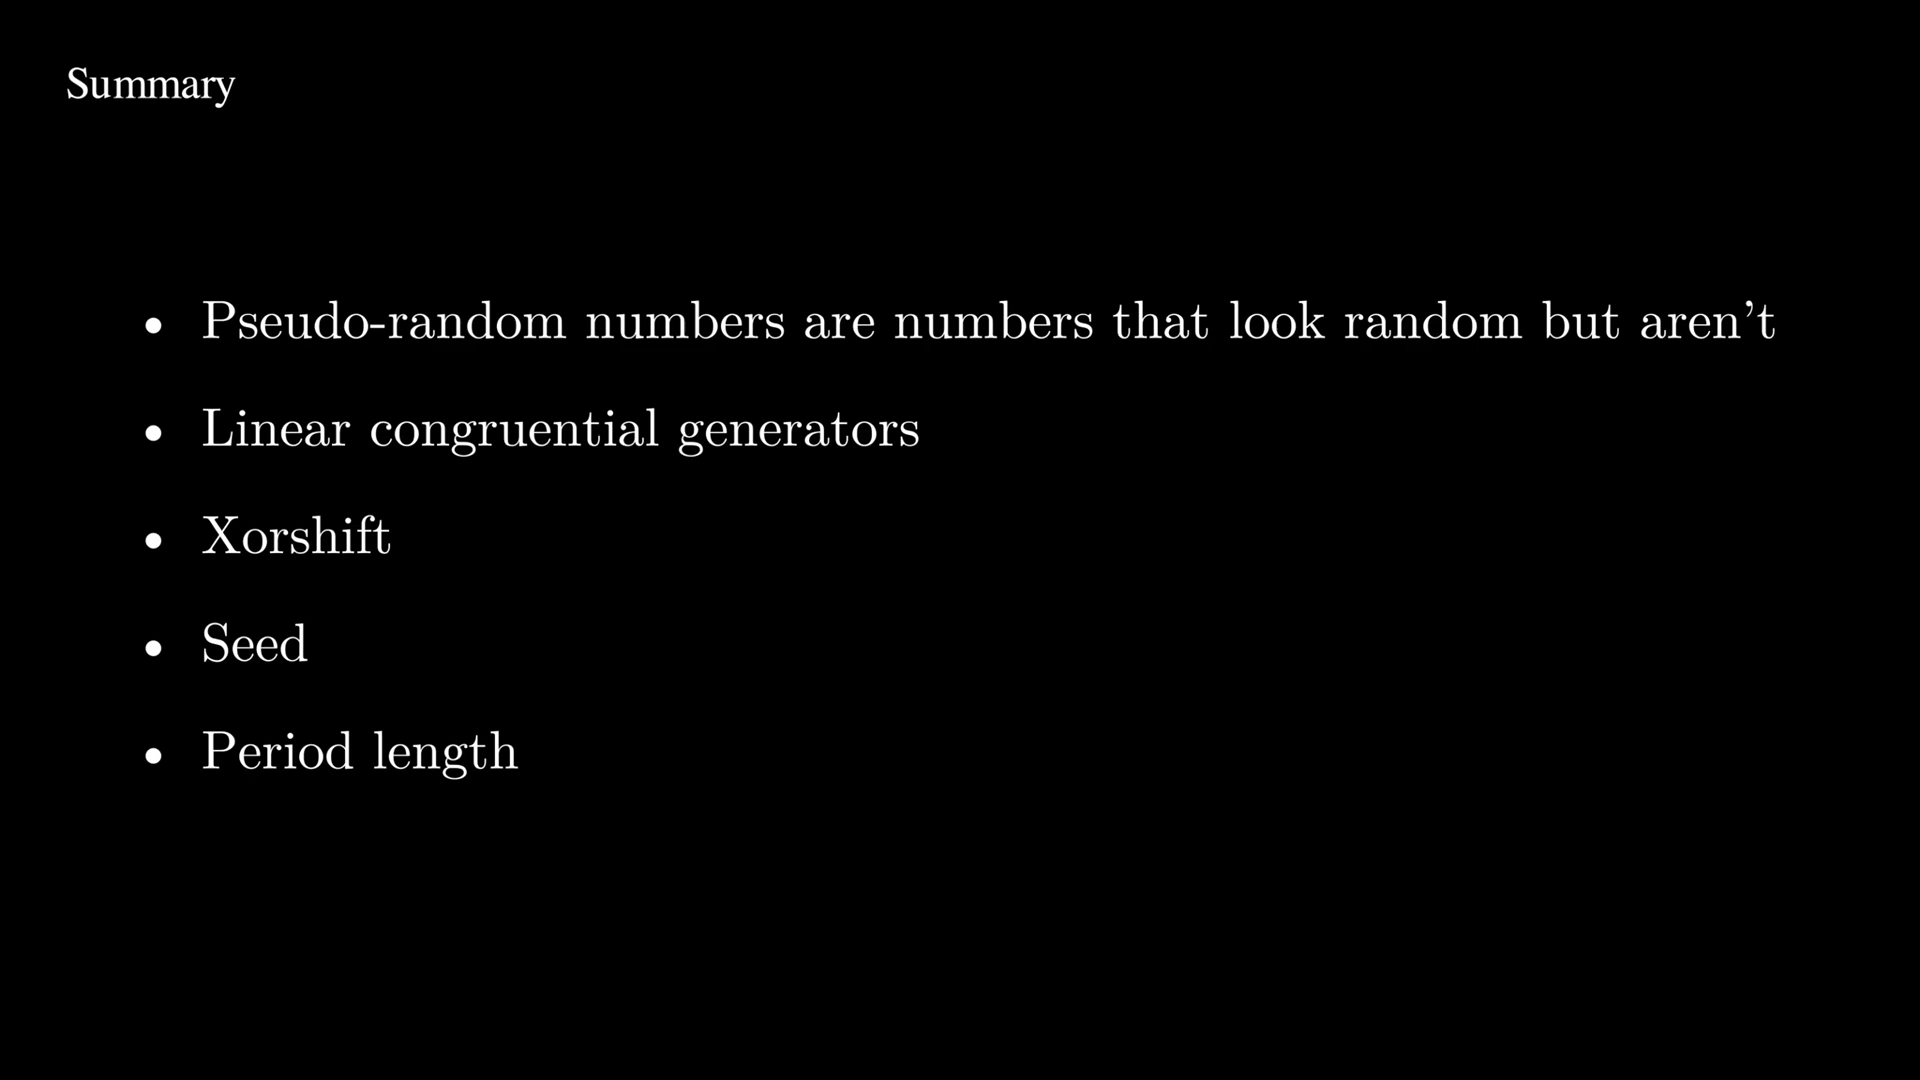 Summary
• Pseudo-random numbers are numbers that look random but aren’t
• Linear congruential generators
• Xorshift
• Seed
• Period length